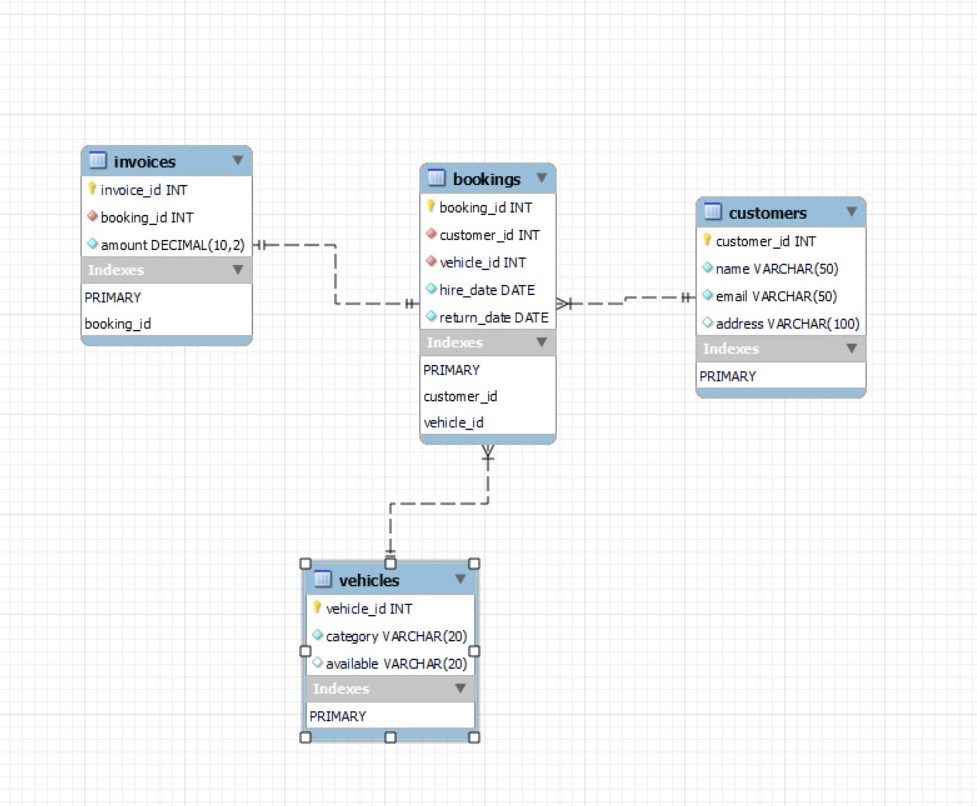 invoices
invoice_id INT
booking_id INT
amount DECIMAL(10,2)
Indexes
PRIMARY
booking_id
bookings
booking_id INT
customer_id INT
vehicle_id INT
hire_date DATE
return_date DATE
Indexes
PRIMARY
customer_id
vehicle_id
customers
customer_id INT
name VARCHAR(50)
email VARCHAR(50)
address VARCHAR(100)
Indexes
PRIMARY
vehicles
vehicle_id INT
category VARCHAR(20)
available VARCHAR(20)
Indexes
PRIMARY